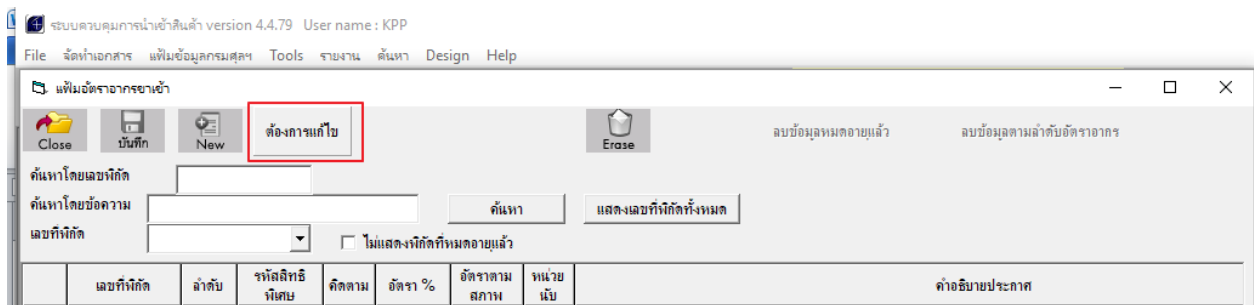 ระบบควบคุมการนำเข้าสินค้า version 4.4.79 User name : KPP
File จัดทำเอกสาร แฟ้มข้อมูลกรมศุลฯ Tools รายงาน ค้นหา Design Help
แฟ้มอัตราอากรขาเข้า
Close บันทึก New ต้องการแก้ไข Erase ลบข้อมูลหมดอายุแล้ว ลบข้อมูลตามลำดับอัตราอากร
ค้นหาโดยเลขพิกัด
ค้นหาโดยข้อความ ค้นหา แสดงเลขที่พิกัดทั้งหมด
เลขที่พิกัด ไม่แสดงพิกัดที่หมดอายุแล้ว
เลขที่พิกัด ลำดับ รหัสสิทธิพิเศษ คิดตาม อัตรา % อัตราตามสภาพ หน่วยนับ คำอธิบายประกาศ